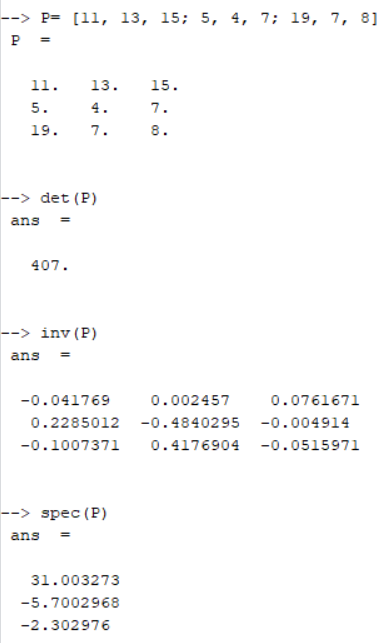 --> P= [11, 13, 15; 5, 4, 7; 19, 7, 8]
P  =
11.   13.   15.
5.    4.    7.
19.   7.    8.
--> det(P)
ans  =
407.
--> inv(P)
ans  =
-0.041769    0.002457    0.0761671
0.2285012  -0.4840295  -0.004914
-0.1007371   0.4176904  -0.0515971
--> spec(P)
ans  =
31.003273
-5.7002968
-2.302976